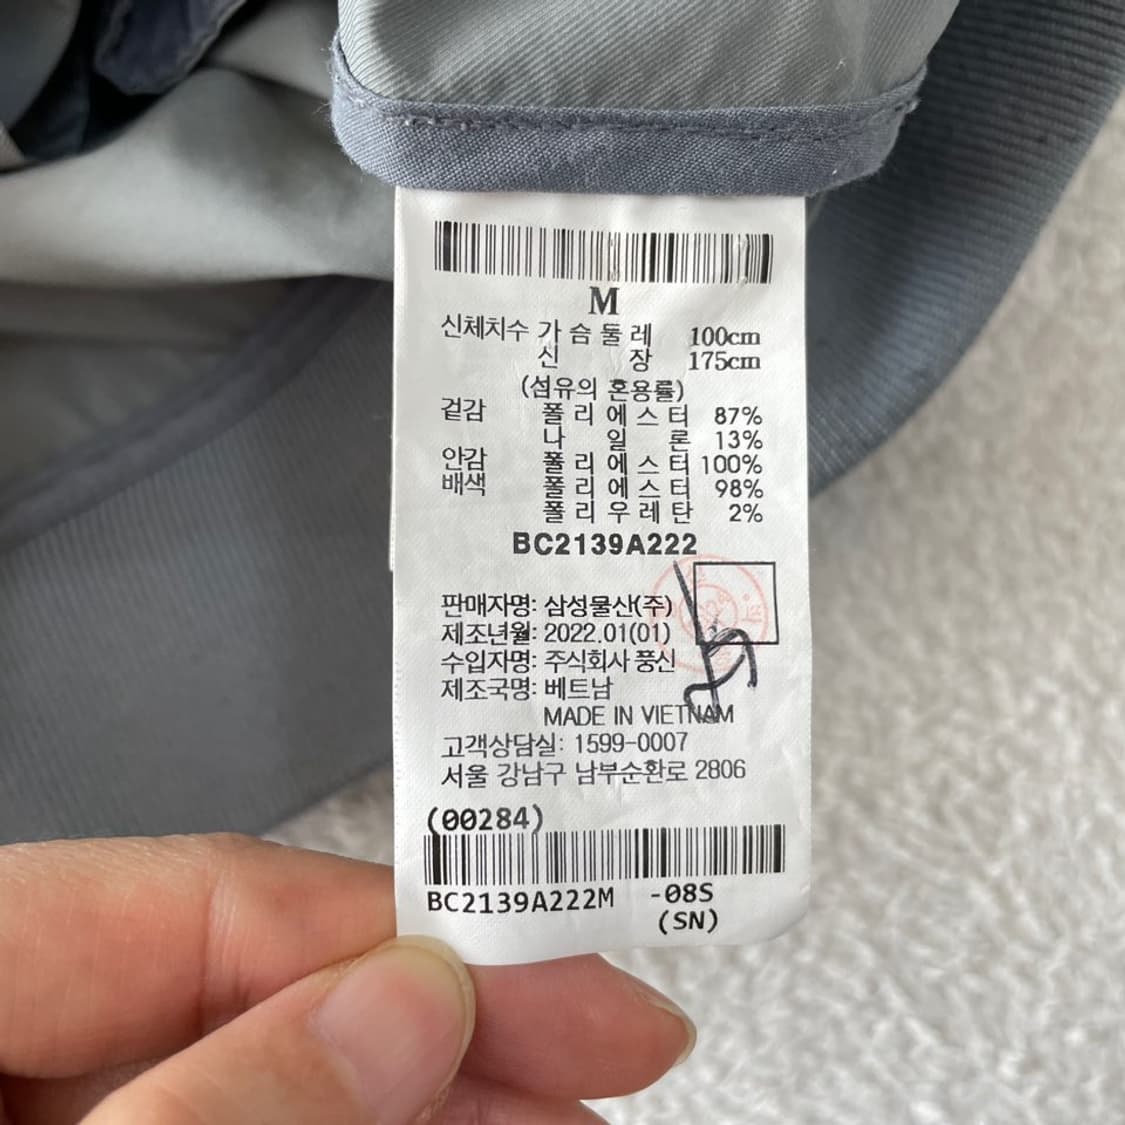 M
신체치수 가슴둘레 100cm
신장 175cm
(섬유의 혼용률)
겉감 폴리에스터 87%
나일론 13%
안감 폴리에스터 100%
배색 폴리에스터 98%
폴리우레탄 2%
BC2139A222
판매자명: 삼성물산(주)
제조년월: 2022.01(01)
수입자명: 주식회사 풍신
제조국명: 베트남
MADE IN VIETNAM
고객상담실: 1599-0007
서울 강남구 남부순환로 2806
(00284)
BC2139A222M -08S
(SN)